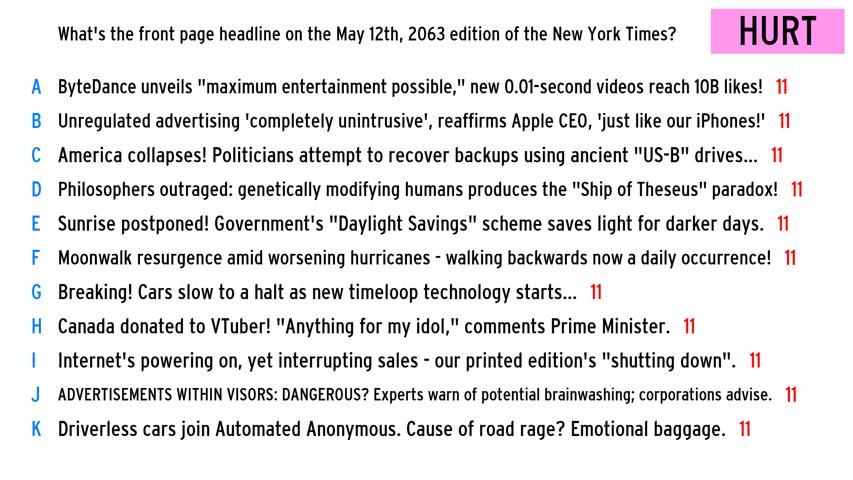 What's the front page headline on the May 12th, 2063 edition of the New York Times?
HURT
A ByteDance unveils "maximum entertainment possible," new 0.01-second videos reach 10B likes! 11
B Unregulated advertising 'completely unintrusive', reaffirms Apple CEO, 'just like our iPhones!' 11
C America collapses! Politicians attempt to recover backups using ancient "US-B" drives... 11
D Philosophers outraged: genetically modifying humans produces the "Ship of Theseus" paradox! 11
E Sunrise postponed! Government's "Daylight Savings" scheme saves light for darker days. 11
F Moonwalk resurgence amid worsening hurricanes - walking backwards now a daily occurrence! 11
G Breaking! Cars slow to a halt as new timeloop technology starts... 11
H Canada donated to VTuber! "Anything for my idol," comments Prime Minister. 11
I Internet's powering on, yet interrupting sales - our printed edition's "shutting down". 11
J ADVERTISEMENTS WITHIN VISORS: DANGEROUS? Experts warn of potential brainwashing; corporations advise. 11
K Driverless cars join Automated Anonymous. Cause of road rage? Emotional baggage. 11